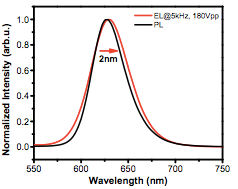 EL@5kHz, 180Vpp
PL
2nm
Normalized Intensity (arb.u.)
1.0
0.8
0.6
0.4
0.2
0.0
550 600 650 700 750
Wavelength (nm)